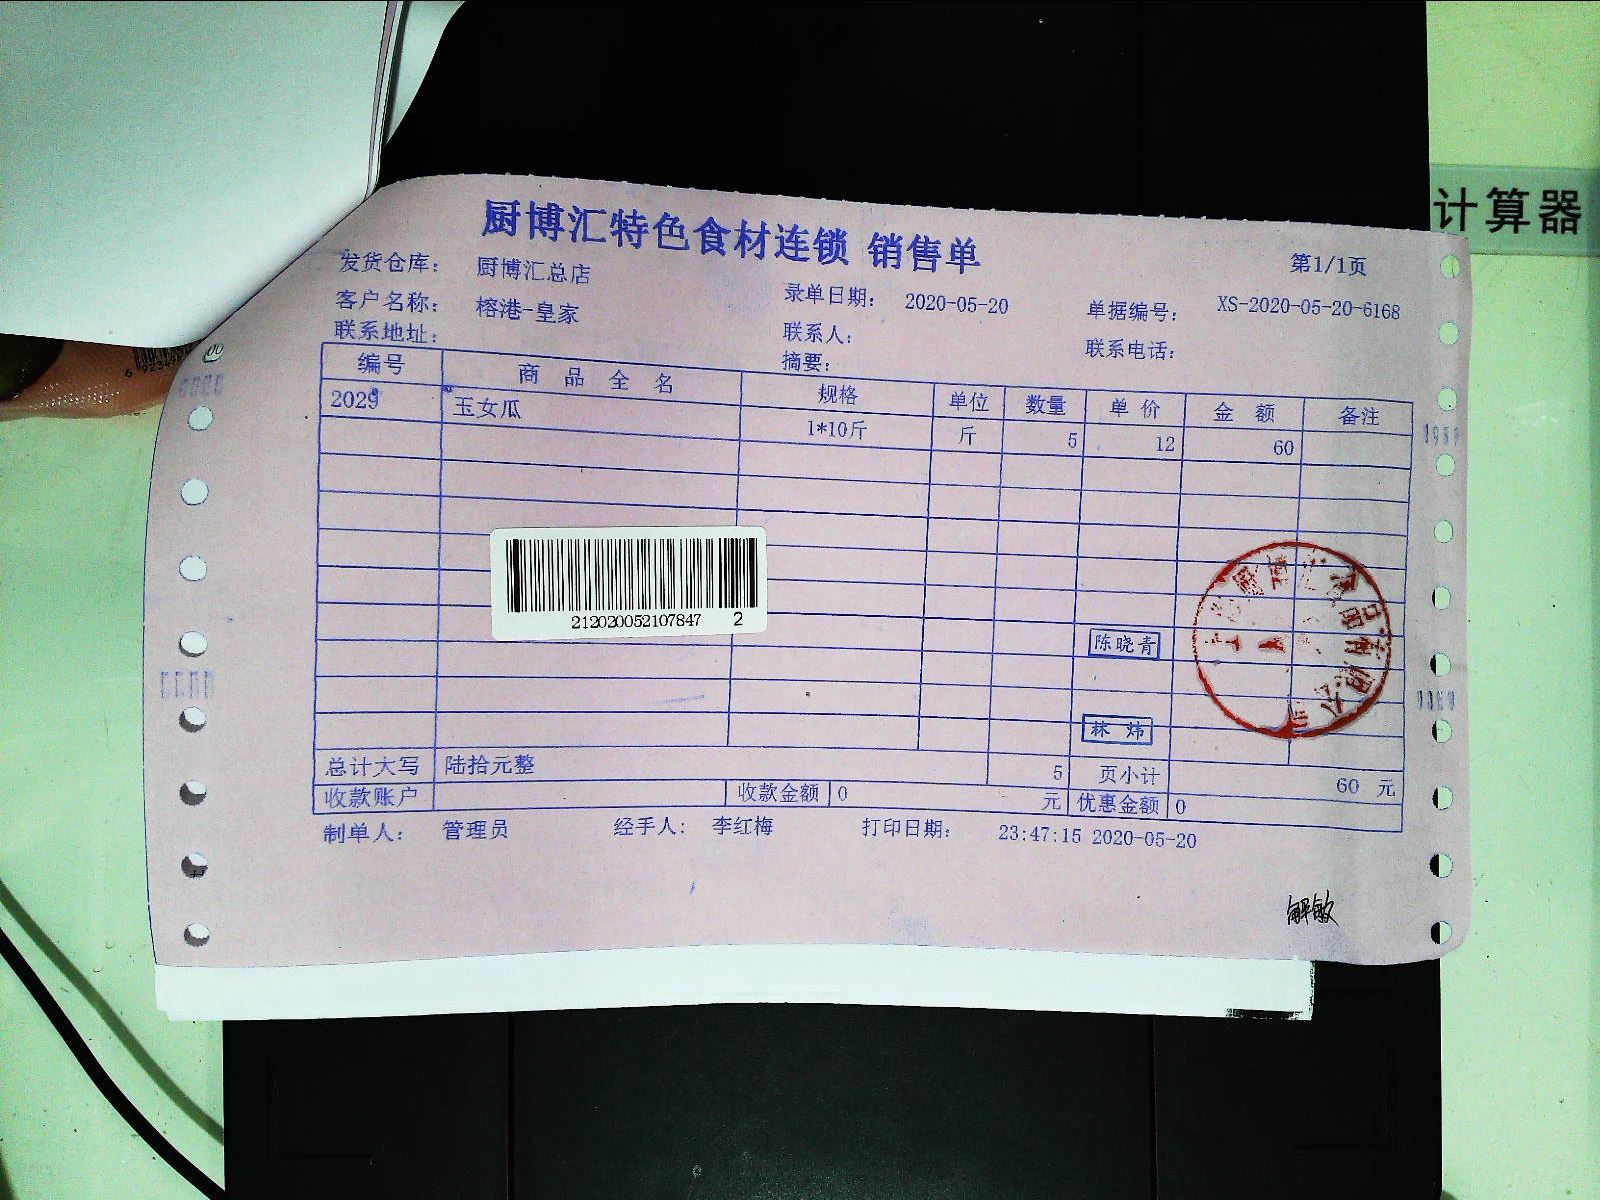 计算器
厨博汇特色食材连锁 销售单
第1/1页
发货仓库: 厨博汇总店
客户名称: 榕港-皇家 录单日期: 2020-05-20 单据编号: XS-2020-05-20-6168
联系地址: 联系人: 联系电话:
摘要:
编号 商品全名 规格 单位 数量 单价 金额 备注
2029 玉女瓜 1*10斤 斤 5 12 60
212020052107847 2
陈晓青
林炜
总计大写 陆拾元整 5 页小计 60 元
收款账户 收款金额 0 元 优惠金额 0
制单人: 管理员 经手人: 李红梅 打印日期: 23:47:15 2020-05-20
解敏